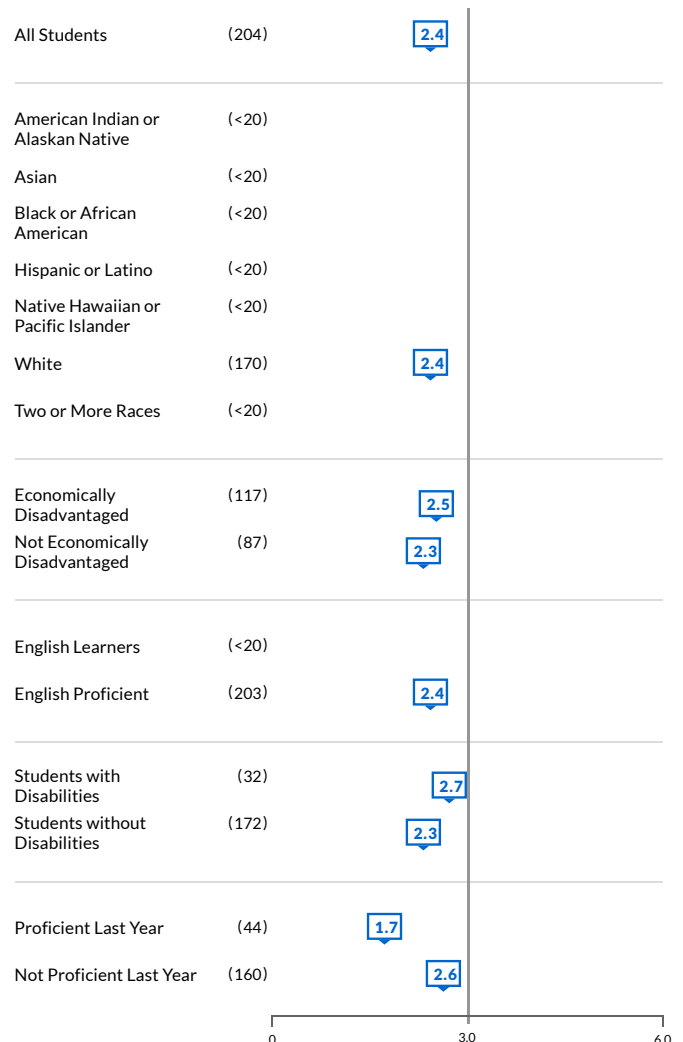 All Students (204) 2.4
American Indian or (<20)
Alaskan Native
Asian (<20)
Black or African (<20)
American
Hispanic or Latino (<20)
Native Hawaiian or (<20)
Pacific Islander
White (170) 2.4
Two or More Races (<20)
Economically (117) 2.5
Disadvantaged
Not Economically (87) 2.3
Disadvantaged
English Learners (<20)
English Proficient (203) 2.4
Students with (32) 2.7
Disabilities
Students without (172) 2.3
Disabilities
Proficient Last Year (44) 1.7
Not Proficient Last Year (160) 2.6
0 3.0 6.0